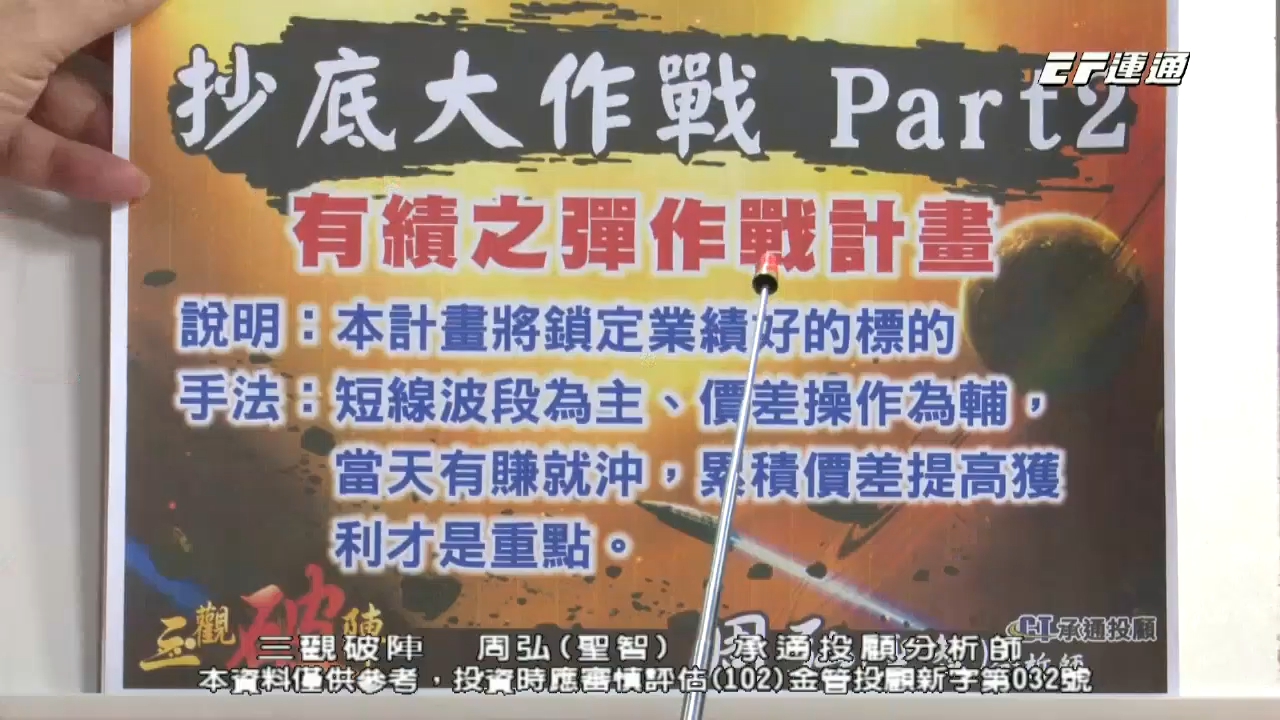 抄底大作戰 Part2
EF運通
有績之彈作戰計畫
說明：本計畫將鎖定業績好的標的
手法：短線波段為主、價差操作為輔，
當天有賺就沖，累積價差提高獲
利才是重點。
三觀破陣
CT承通投顧
三觀破陣 周弘(聖智) 承通投顧分析師
本資料僅供參考，投資時應審慎評估(102)金管投顧新字第032號